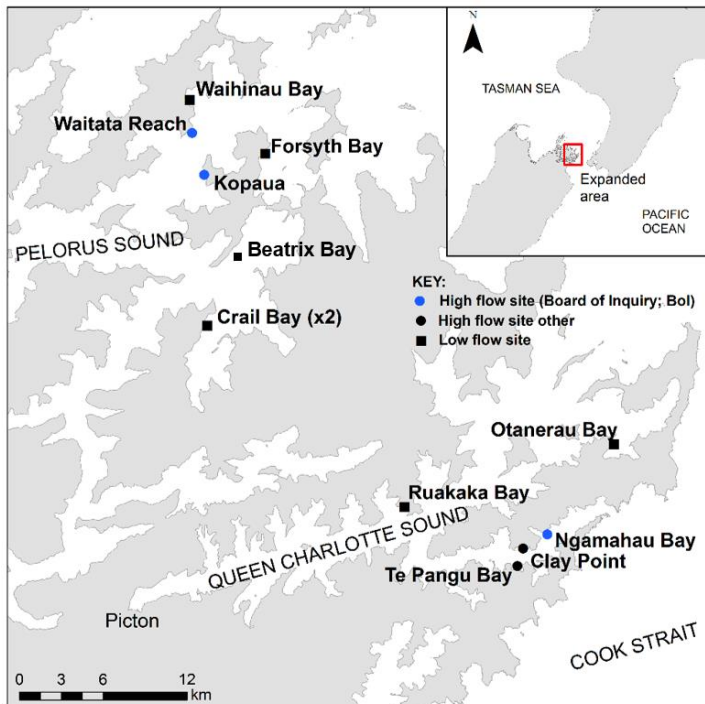 N
TASMAN SEA
Expanded
area
PACIFIC
OCEAN
Waihinau Bay
Waitata Reach
Forsyth Bay
Kopaua
PELORUS SOUND
Beatrix Bay
KEY:
High flow site (Board of Inquiry; BoI)
High flow site other
Low flow site
Crail Bay (x2)
Otanerau Bay
Ruakaka Bay
QUEEN CHARLOTTE SOUND
Ngamahau Bay
Clay Point
Te Pangu Bay
Picton
COOK STRAIT
0 3 6 12
km